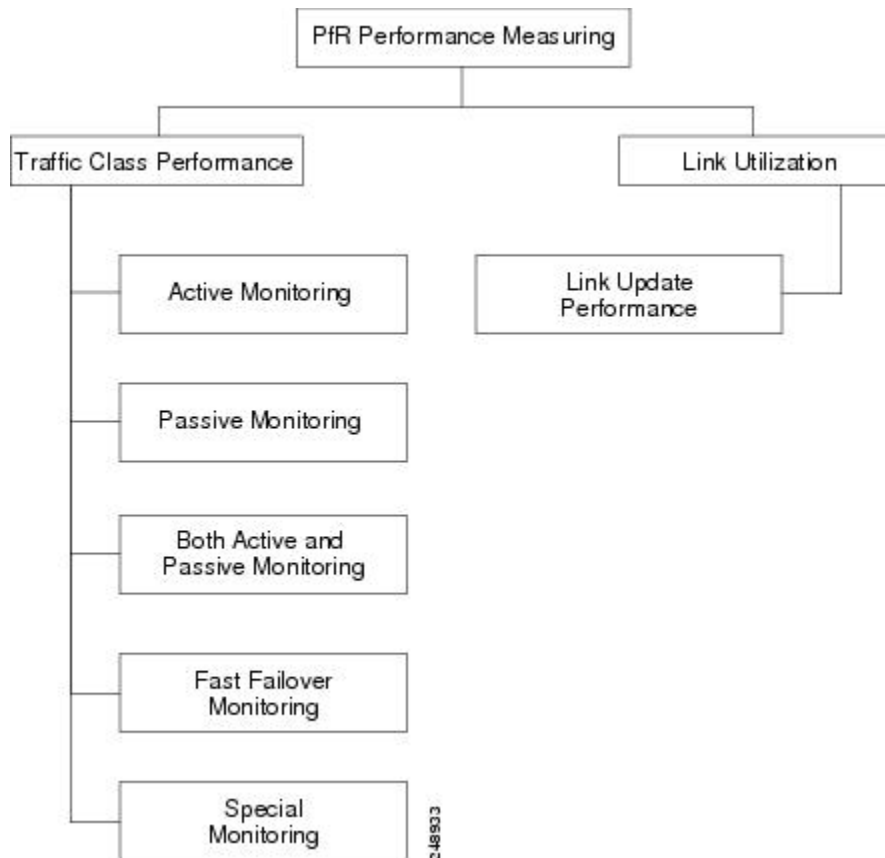 PfR Performance Measuring
Traffic Class Performance
Link Utilization
Active Monitoring
Link Update
Performance
Passive Monitoring
Both Active and
Passive Monitoring
Fast Failover
Monitoring
Special
Monitoring
248933